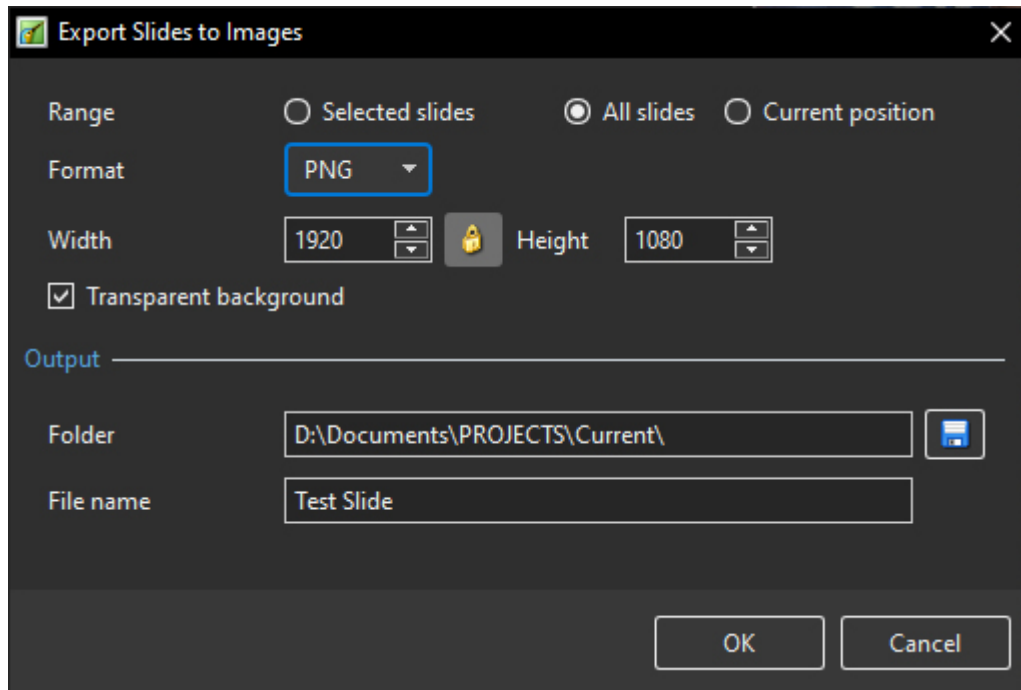 Export Slides to Images
Range Selected slides All slides Current position
Format PNG
Width 1920 Height 1080
Transparent background
Output
Folder D:\Documents\PROJECTS\Current\
File name Test Slide
OK Cancel